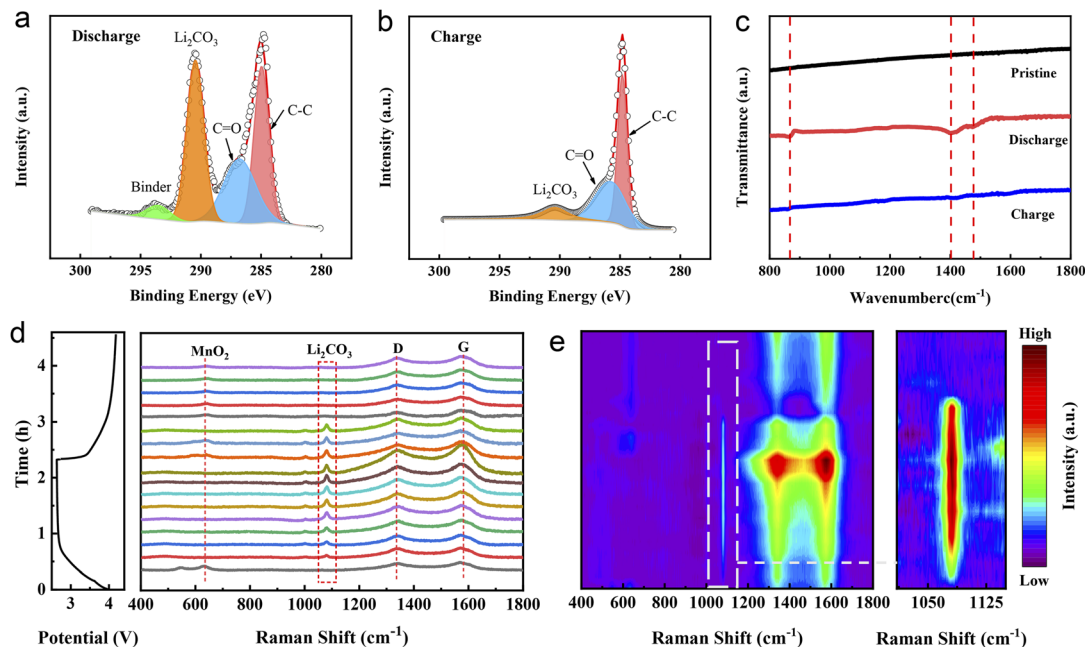 a
Discharge
Li₂CO₃
C=O
C-C
Binder
Intensity (a.u.)
300 295 290 285 280
Binding Energy (eV)
b
Charge
C-C
C=O
Li₂CO₃
Intensity (a.u.)
300 295 290 285 280
Binding Energy (eV)
c
Pristine
Discharge
Charge
Transmittance (a.u.)
800 1000 1200 1400 1600 1800
Wavenumberc(cm⁻¹)
d
MnO₂ Li₂CO₃ D G
Time (h)
4
3
2
1
0
3 4
Potential (V)
400 600 800 1000 1200 1400 1600 1800
Raman Shift (cm⁻¹)
e
400 600 800 1000 1200 1400 1600 1800
Raman Shift (cm⁻¹)
1050 1125
Raman Shift (cm⁻¹)
High
Intensity (a.u.)
Low